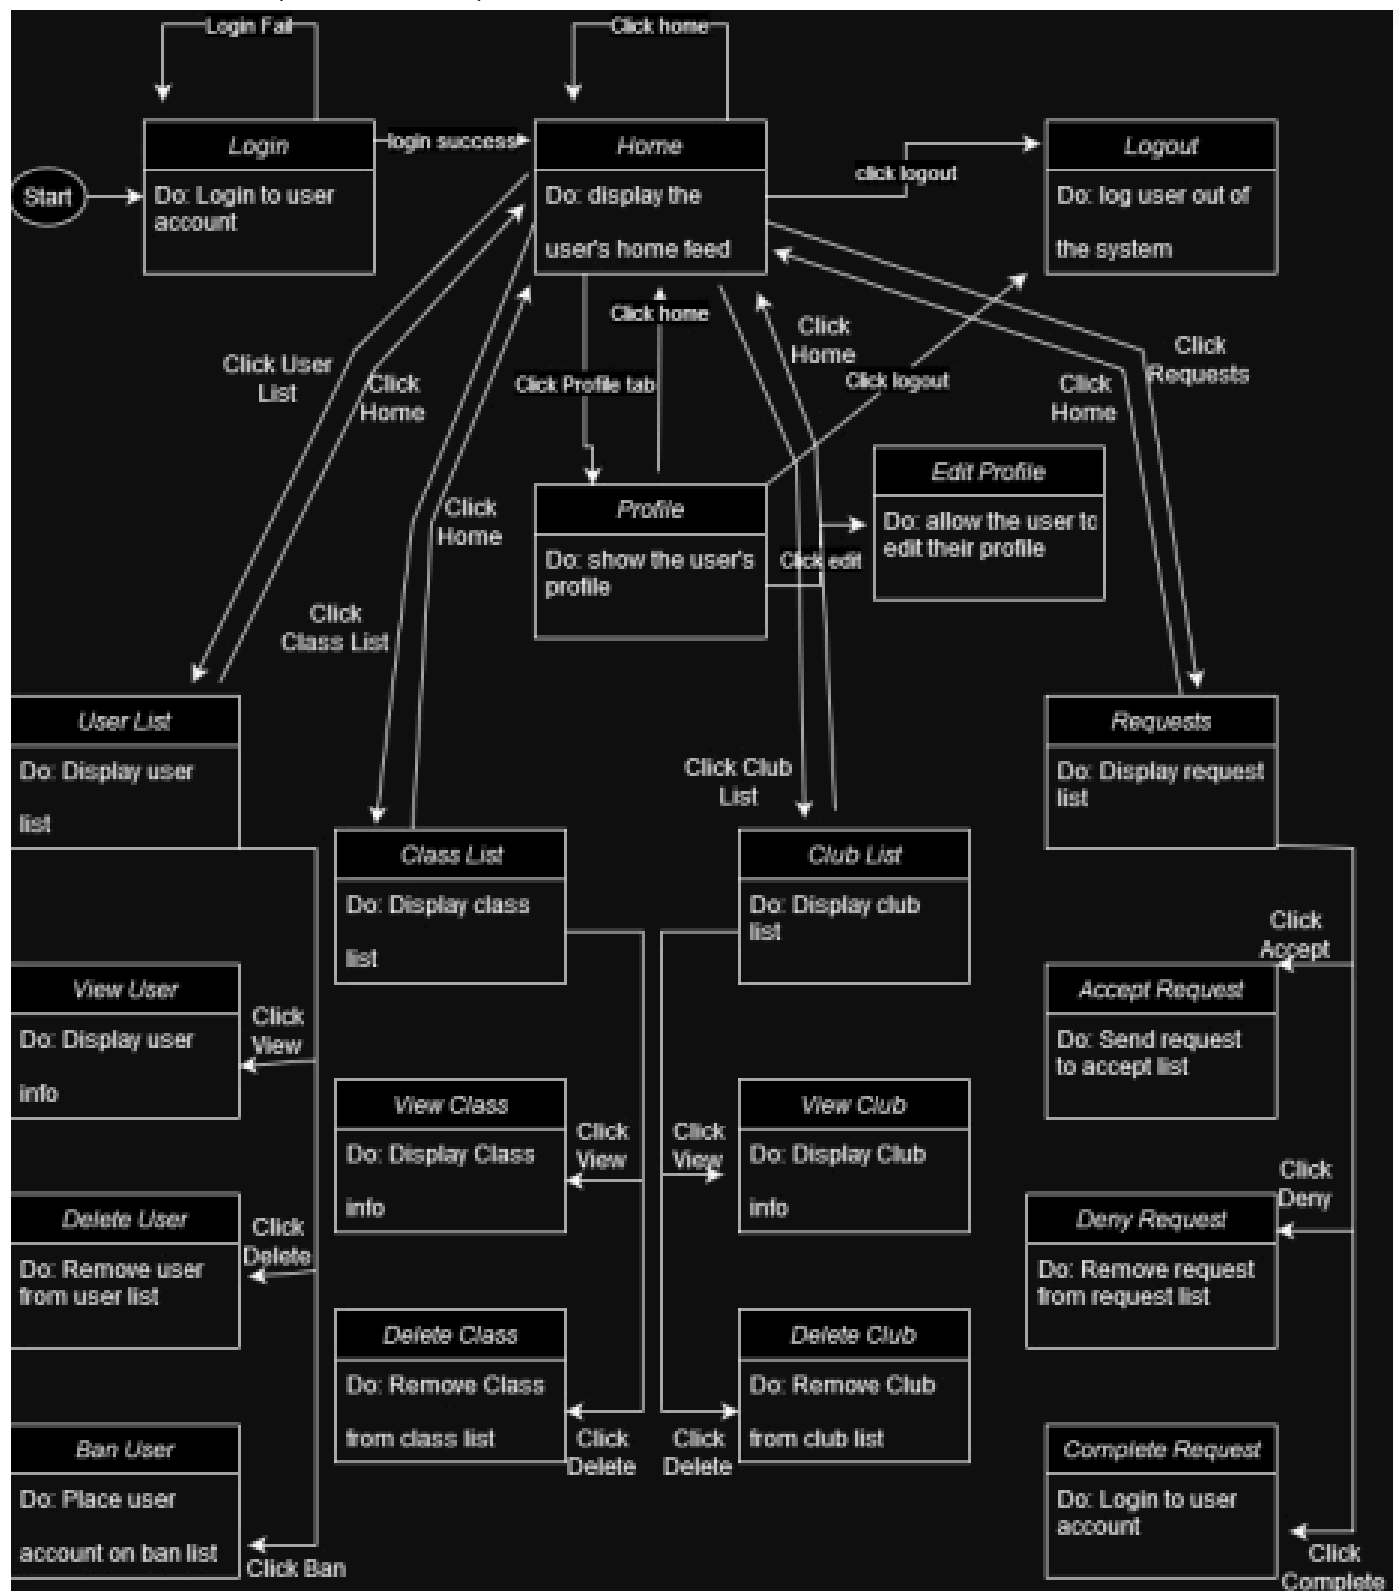 Login Fail
Click home
Login
login success
Home
Logout
Start
Do: Login to user
account
Do: display the
user's home feed
click logout
Do: log user out of
the system
Click home
Click
Home
Click User
List
Click
Home
Click Profile tab
Click logout
Click
Home
Click
Requests
Click
Home
Profile
Do: show the user's
profile
Click edit
Edit Profile
Do: allow the user to
edit their profile
Click
Class List
User List
Do: Display user
list
Click Club
List
Requests
Do: Display request
list
Class List
Do: Display class
list
Club List
Do: Display club
list
Click
Accept
View User
Do: Display user
info
Click
View
Accept Request
Do: Send request
to accept list
View Class
Do: Display Class
info
Click
View
Click
View
View Club
Do: Display Club
info
Click
Deny
Delete User
Do: Remove user
from user list
Click
Delete
Deny Request
Do: Remove request
from request list
Delete Class
Do: Remove Class
from class list
Click
Delete
Click
Delete
Delete Club
Do: Remove Club
from club list
Ban User
Do: Place user
account on ban list
Click Ban
Complete Request
Do: Login to user
account
Click
Complete